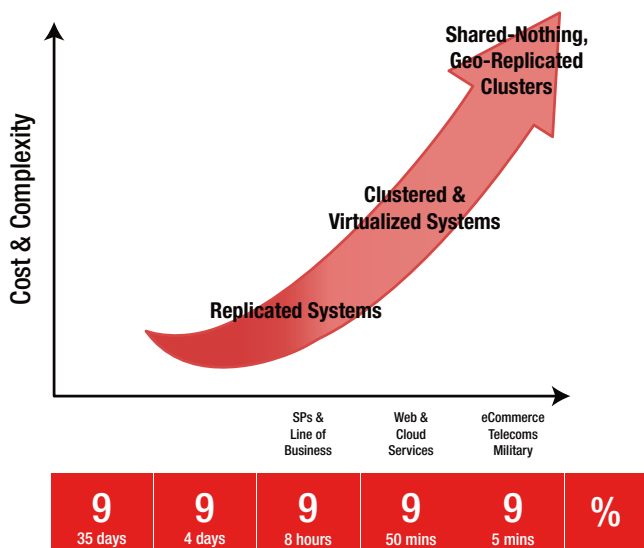 Shared-Nothing,
Geo-Replicated
Clusters
Clustered &
Virtualized Systems
Replicated Systems
Cost & Complexity
SPs &
Line of
Business
Web &
Cloud
Services
eCommerce
Telecoms
Military
9 9 9 9 9 %
35 days 4 days 8 hours 50 mins 5 mins